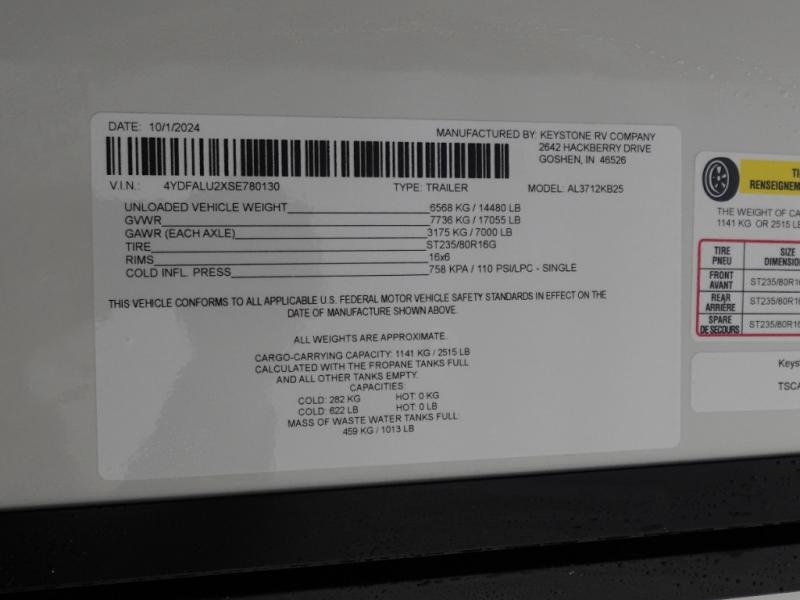 DATE: 10/1/2024
MANUFACTURED BY: KEYSTONE RV COMPANY
2642 HACKBERRY DRIVE
GOSHEN, IN 46526
V.I.N.: 4YDFALU2XSE780130 TYPE: TRAILER MODEL: AL3712KB25
UNLOADED VEHICLE WEIGHT 6568 KG / 14480 LB
GVWR 7736 KG / 17055 LB
GAWR (EACH AXLE) 3175 KG / 7000 LB
TIRE ST235/80R16G
RIMS 16x6
COLD INFL. PRESS 758 KPA / 110 PSI/LPC - SINGLE
THIS VEHICLE CONFORMS TO ALL APPLICABLE U.S. FEDERAL MOTOR VEHICLE SAFETY STANDARDS IN EFFECT ON THE
DATE OF MANUFACTURE SHOWN ABOVE.
ALL WEIGHTS ARE APPROXIMATE.
CARGO-CARRYING CAPACITY: 1141 KG / 2515 LB
CALCULATED WITH THE PROPANE TANKS FULL
AND ALL OTHER TANKS EMPTY.
CAPACITIES:
COLD: 282 KG HOT: 0 KG
COLD: 622 LB HOT: 0 LB
MASS OF WASTE WATER TANKS FULL:
459 KG / 1013 LB
TI
RENSEIGNEM
THE WEIGHT OF CA
1141 KG OR 2515 LB
TIRE SIZE
PNEU DIMENSIO
FRONT
AVANT ST235/80R16
REAR
ARRIÈRE ST235/80R16
SPARE
DE SECOURS ST235/80R16
Keys
TSCA